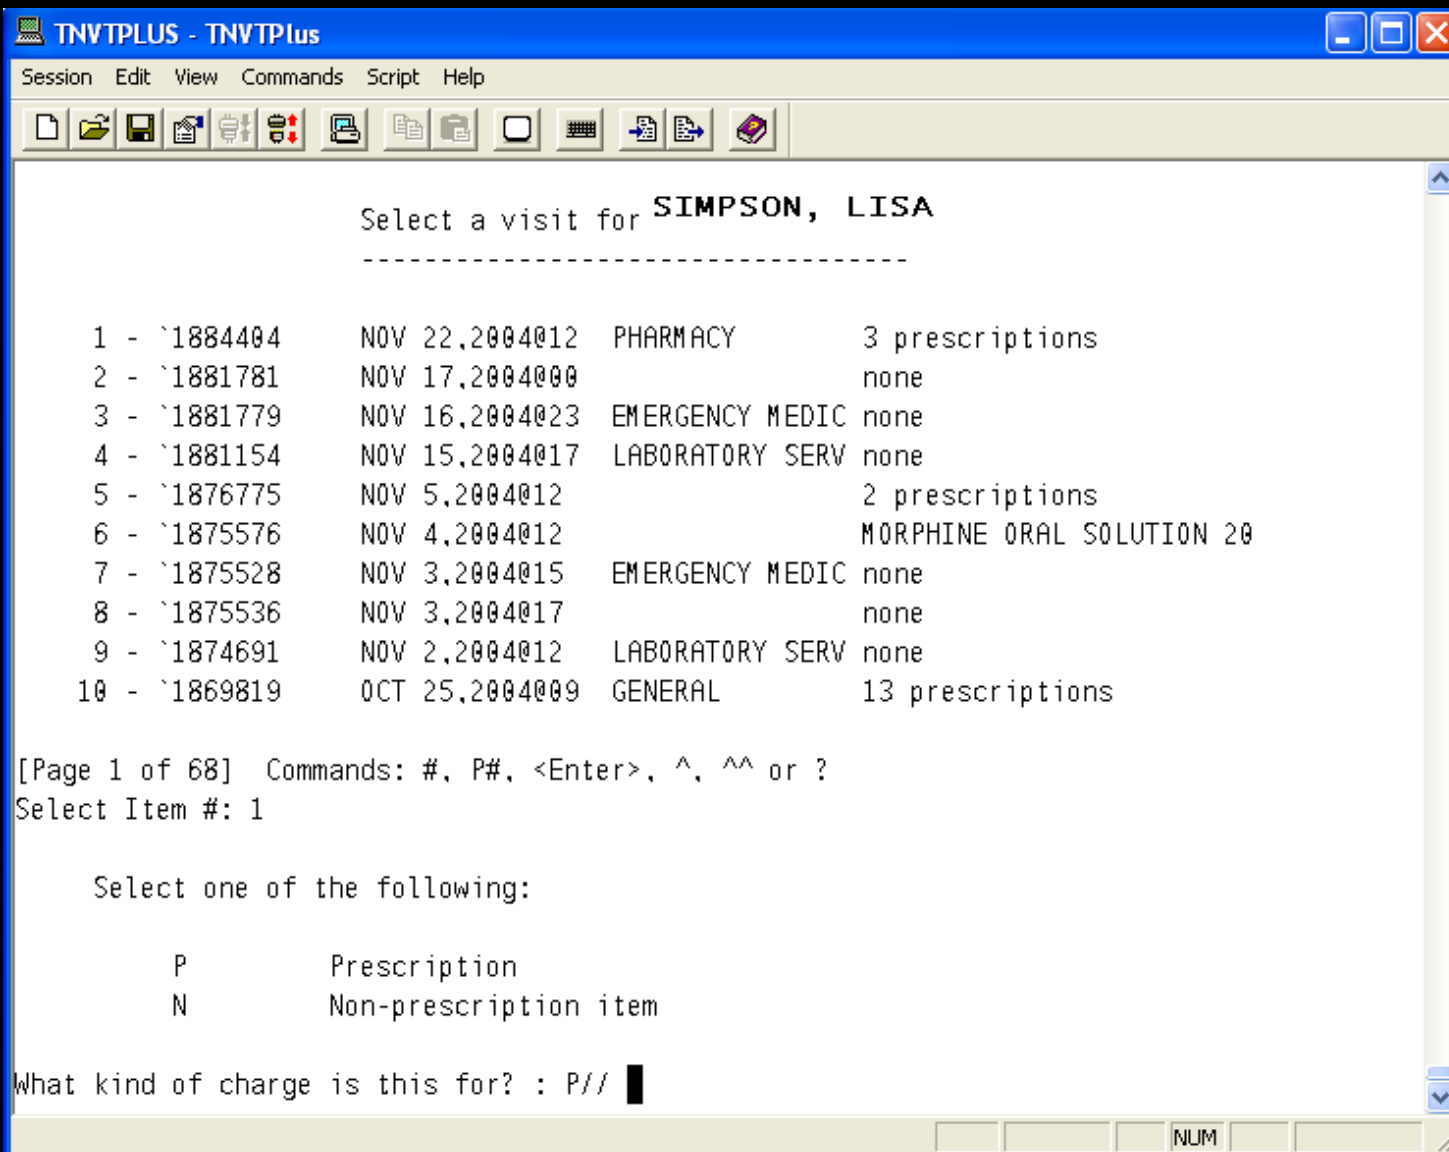 TNVTPLUS - TNVTPlus
Session Edit View Commands Script Help
Select a visit for SIMPSON, LISA
-----------------------------------
1 - `1884404 NOV 22,2004@12 PHARMACY 3 prescriptions
2 - `1881781 NOV 17,2004@00 none
3 - `1881779 NOV 16,2004@23 EMERGENCY MEDIC none
4 - `1881154 NOV 15,2004@17 LABORATORY SERV none
5 - `1876775 NOV 5,2004@12 2 prescriptions
6 - `1875576 NOV 4,2004@12 MORPHINE ORAL SOLUTION 20
7 - `1875528 NOV 3,2004@15 EMERGENCY MEDIC none
8 - `1875536 NOV 3,2004@17 none
9 - `1874691 NOV 2,2004@12 LABORATORY SERV none
10 - `1869819 OCT 25,2004@09 GENERAL 13 prescriptions
[Page 1 of 68] Commands: #, P#, <Enter>, ^, ^^ or ?
Select Item #: 1
Select one of the following:
P Prescription
N Non-prescription item
What kind of charge is this for? : P//
NUM